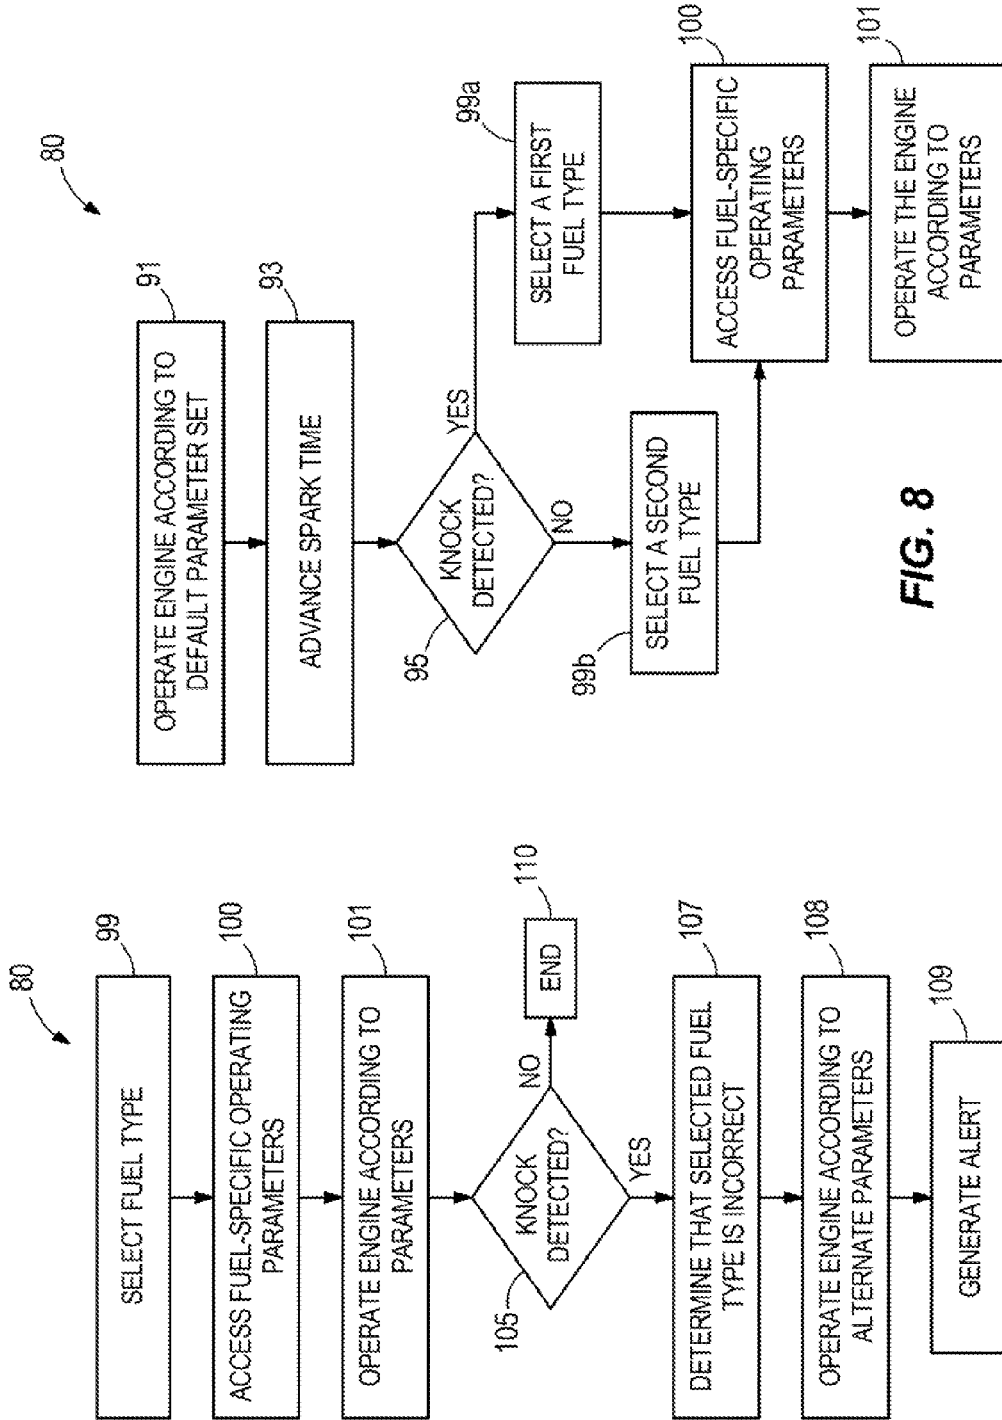 80
99
SELECT FUEL TYPE
100
ACCESS FUEL-SPECIFIC OPERATING
PARAMETERS
101
OPERATE ENGINE ACCORDING TO
PARAMETERS
105
KNOCK
DETECTED?
NO
110
END
YES
107
DETERMINE THAT SELECTED FUEL
TYPE IS INCORRECT
108
OPERATE ENGINE ACCORDING TO
ALTERNATE PARAMETERS
109
GENERATE ALERT
80
91
OPERATE ENGINE ACCORDING TO
DEFAULT PARAMETER SET
93
ADVANCE SPARK TIME
95
KNOCK
DETECTED?
YES
NO
99a
SELECT A FIRST
FUEL TYPE
99b
SELECT A SECOND
FUEL TYPE
100
ACCESS FUEL-SPECIFIC
OPERATING
PARAMETERS
101
OPERATE THE ENGINE
ACCORDING TO
PARAMETERS
FIG. 8